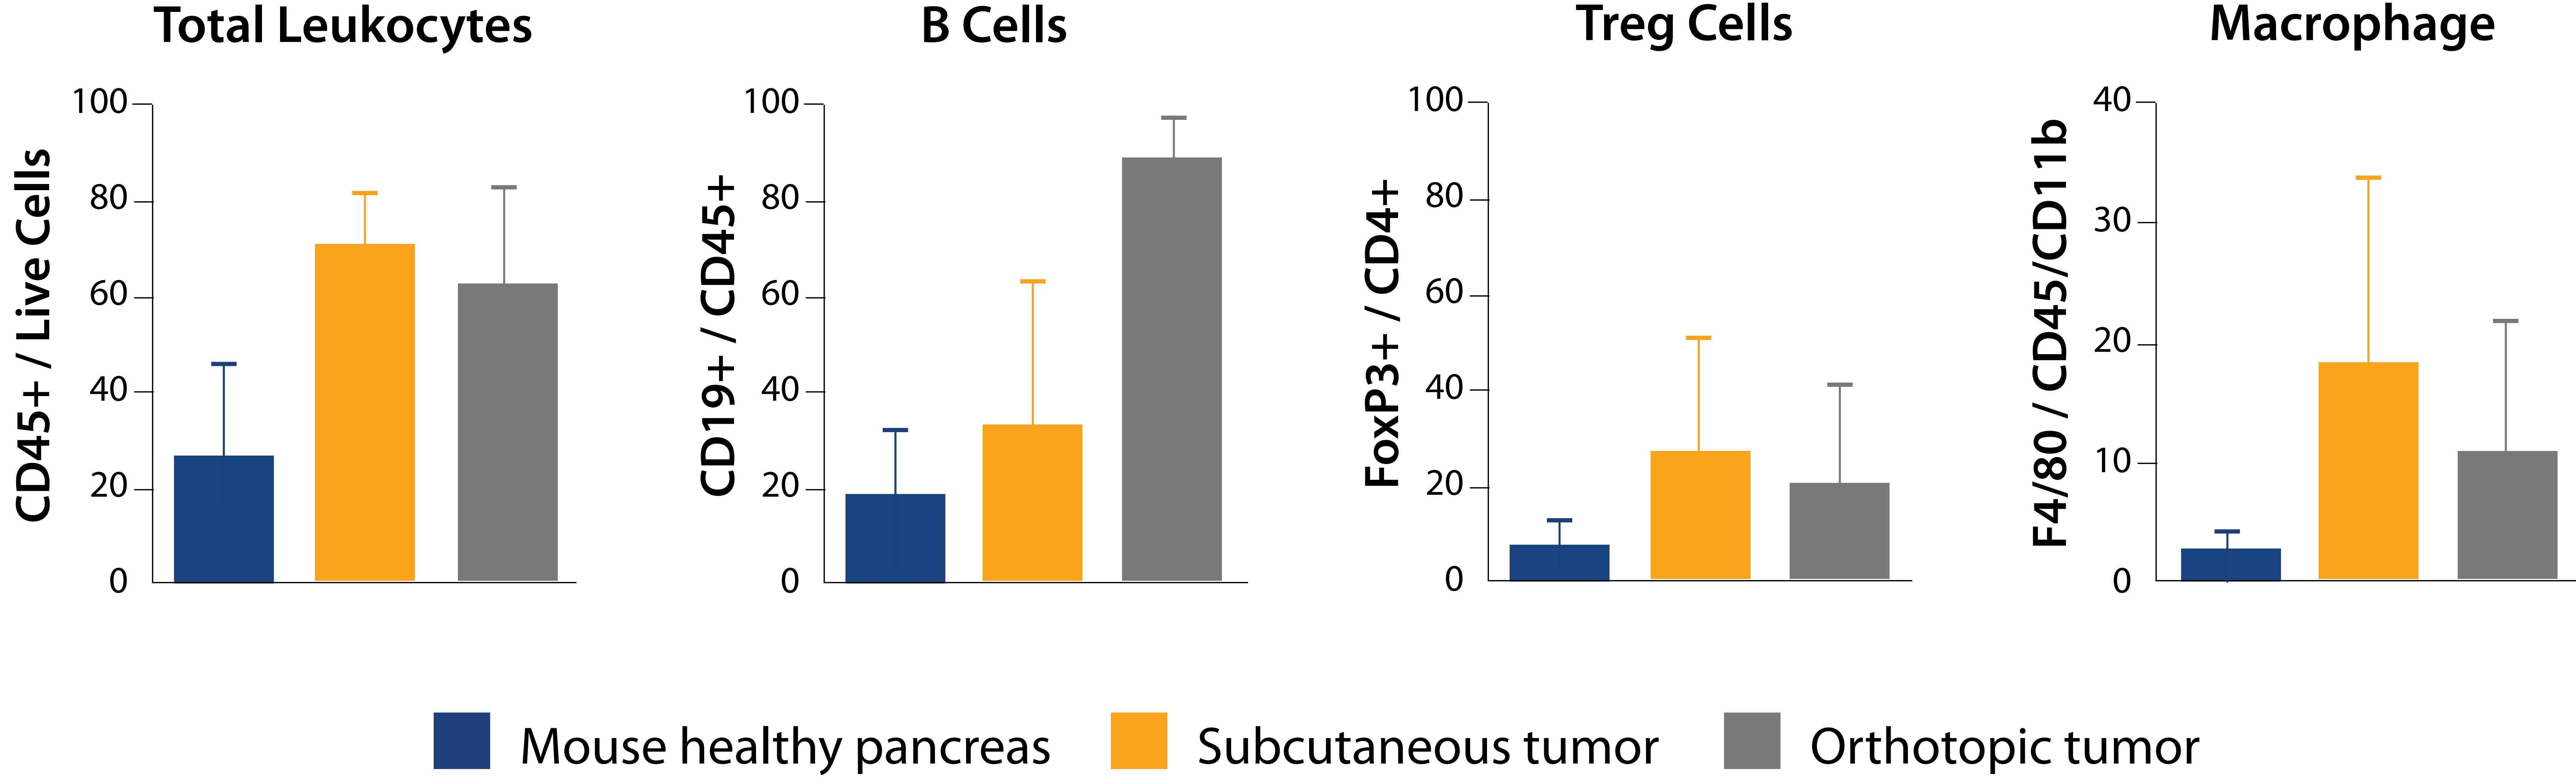 Total Leukocytes
CD45+ / Live Cells
100
80
60
40
20
0
B Cells
CD19+ / CD45+
100
80
60
40
20
0
Treg Cells
FoxP3+ / CD4+
100
80
60
40
20
0
Macrophage
F4/80 / CD45/CD11b
40
30
20
10
0
Mouse healthy pancreas
Subcutaneous tumor
Orthotopic tumor